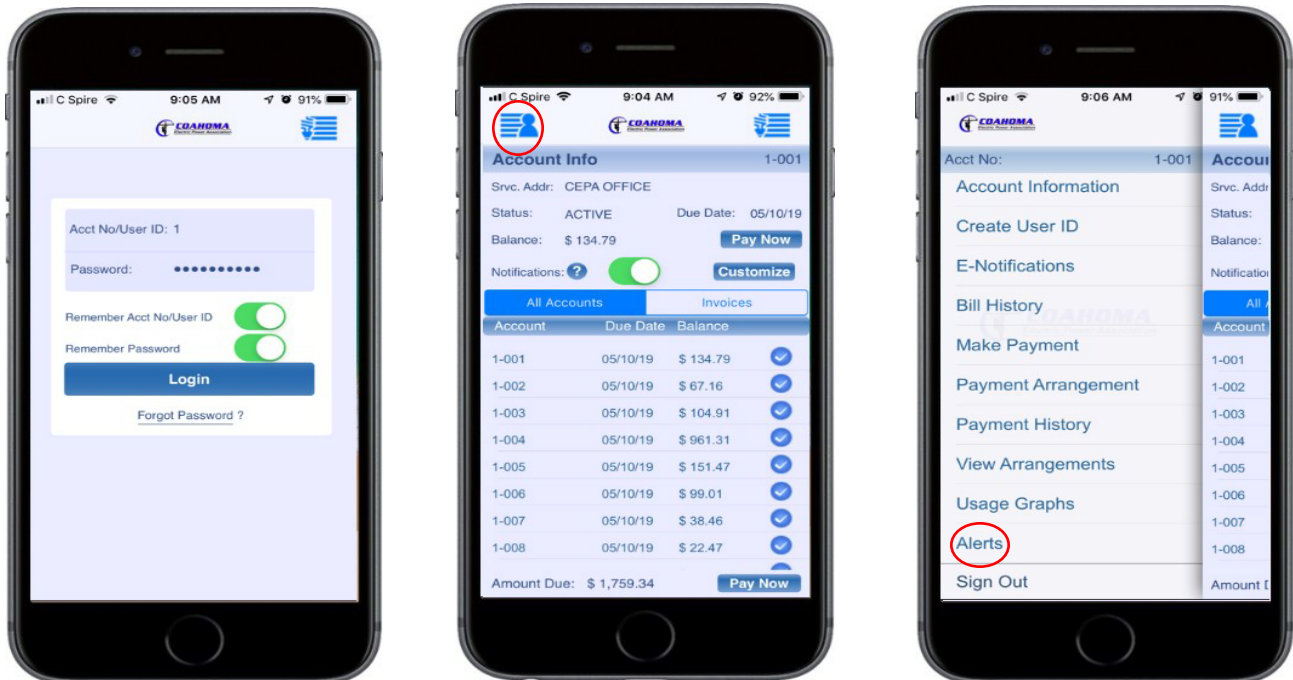 C Spire 9:05 AM 91%
COAHOMA
Electric Power Association
Acct No/User ID: 1
Password: ••••••••••
Remember Acct No/User ID
Remember Password
Login
Forgot Password ?
C Spire 9:04 AM 92%
COAHOMA
Electric Power Association
Account Info 1-001
Srvc. Addr: CEPA OFFICE
Status: ACTIVE Due Date: 05/10/19
Balance: $ 134.79 Pay Now
Notifications: ? Customize
All Accounts Invoices
Account Due Date Balance
1-001 05/10/19 $ 134.79
1-002 05/10/19 $ 67.16
1-003 05/10/19 $ 104.91
1-004 05/10/19 $ 961.31
1-005 05/10/19 $ 151.47
1-006 05/10/19 $ 99.01
1-007 05/10/19 $ 38.46
1-008 05/10/19 $ 22.47
Amount Due: $ 1,759.34 Pay Now
C Spire 9:06 AM 91%
COAHOMA
Electric Power Association
Acct No: 1-001
Account Information
Create User ID
E-Notifications
Bill History
COAHOMA
Make Payment
Payment Arrangement
Payment History
View Arrangements
Usage Graphs
Alerts
Sign Out
Accou
Srvc. Addr
Status:
Balance:
Notificatio
All
Account
1-001
1-002
1-003
1-004
1-005
1-006
1-007
1-008
Amount